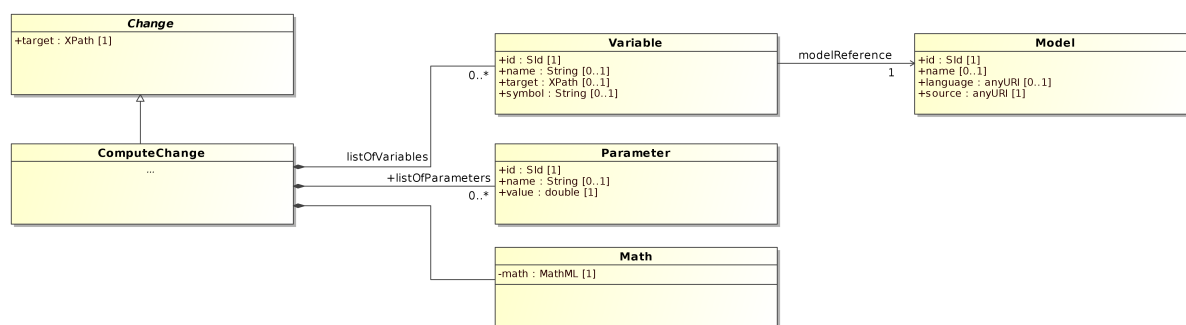 Change
+target : XPath [1]
ComputeChange
...
listOfVariables
0..*
+listOfParameters
0..*
Variable
+id : SId [1]
+name : String [0..1]
+target : XPath [0..1]
+symbol : String [0..1]
modelReference
1
Model
+id : SId [1]
+name [0..1]
+language : anyURI [0..1]
+source : anyURI [1]
Parameter
+id : SId [1]
+name : String [0..1]
+value : double [1]
Math
-math : MathML [1]